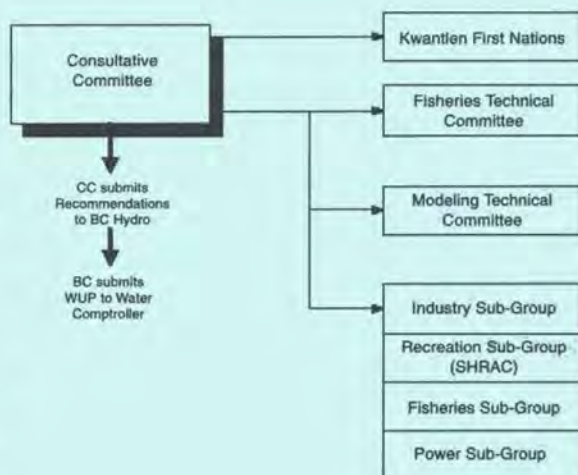 Consultative
Committee
CC submits
Recommendations
to BC Hydro
BC submits
WUP to Water
Comptroller
Kwantlen First Nations
Fisheries Technical
Committee
Modeling Technical
Committee
Industry Sub-Group
Recreation Sub-Group
(SHRAC)
Fisheries Sub-Group
Power Sub-Group